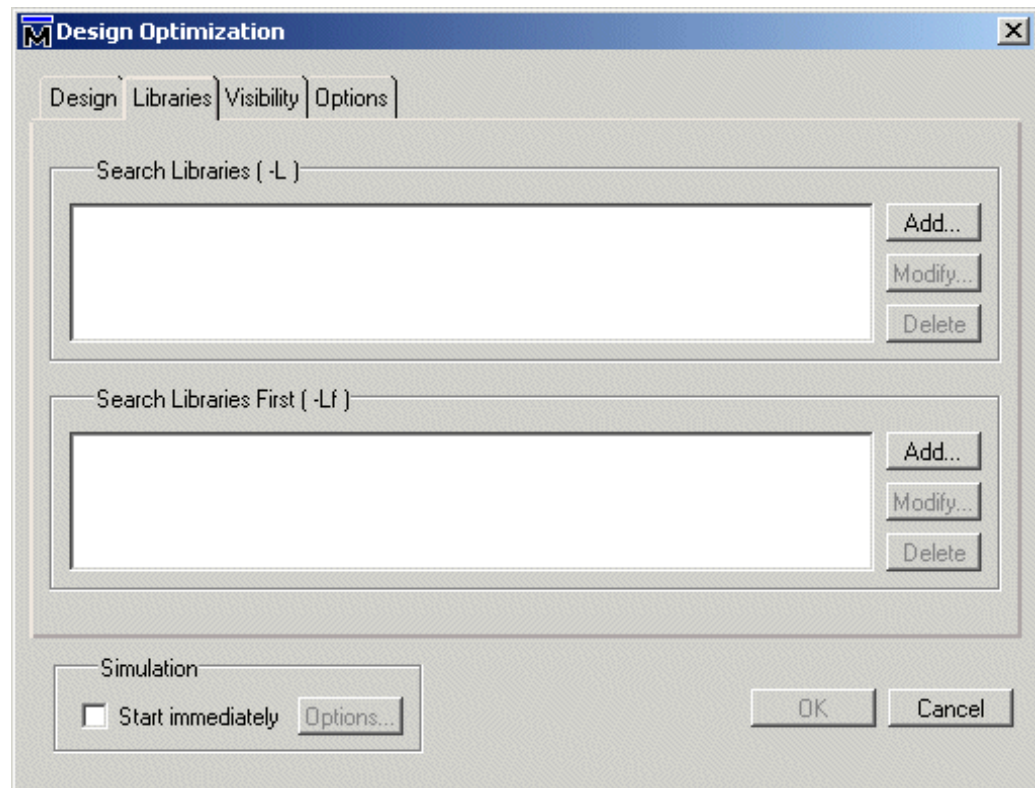 Design Optimization
Design Libraries Visibility Options
Search Libraries ( -L )
Add...
Modify...
Delete
Search Libraries First ( -Lf )
Add...
Modify...
Delete
Simulation
Start immediately Options...
OK Cancel